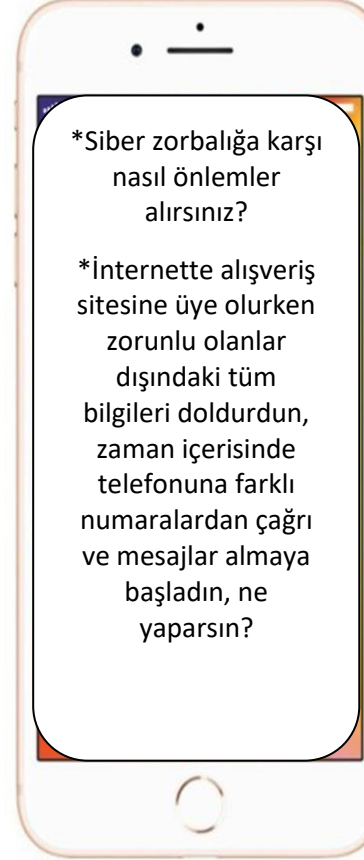 *Siber zorbalığa karşı
nasıl önlemler
alırsınız?
*İnternette alışveriş
sitesine üye olurken
zorunlu olanlar
dışındaki tüm
bilgileri doldurdun,
zaman içerisinde
telefonuna farklı
numaralardan çağrı
ve mesajlar almaya
başladın, ne
yaparsın?